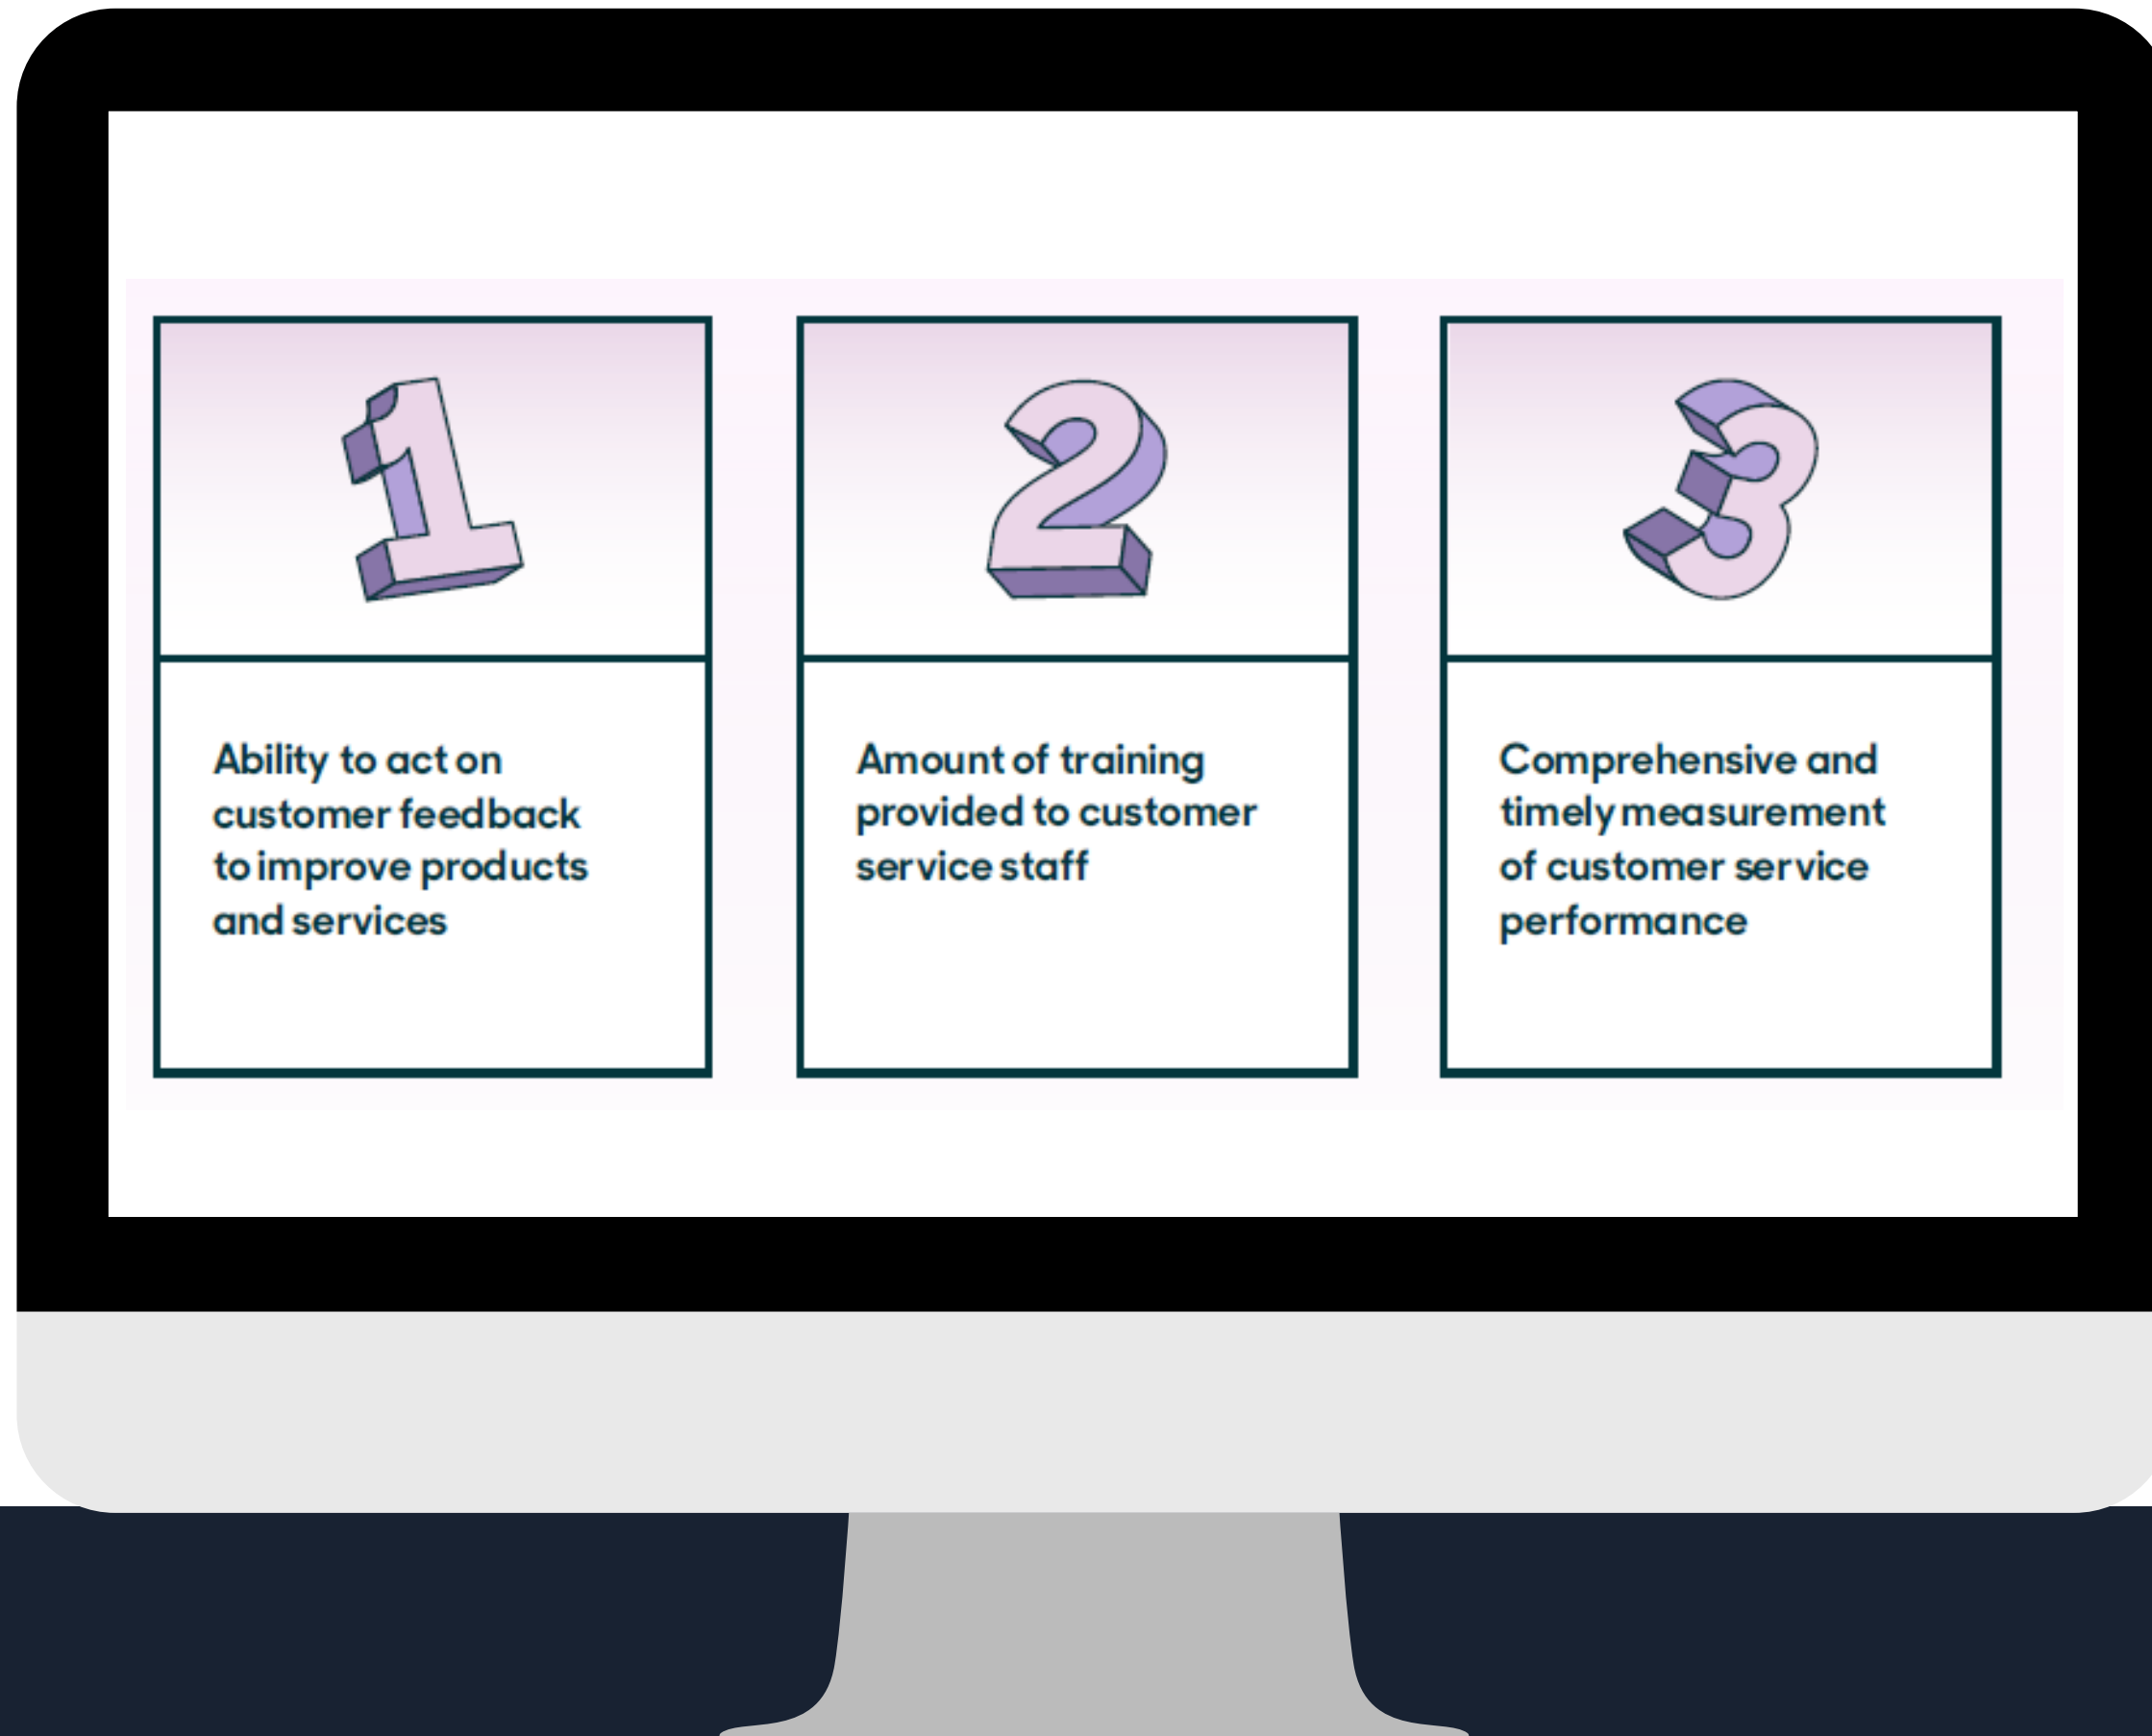 1
Ability to act on
customer feedback
to improve products
and services
2
Amount of training
provided to customer
service staff
3
Comprehensive and
timely measurement
of customer service
performance